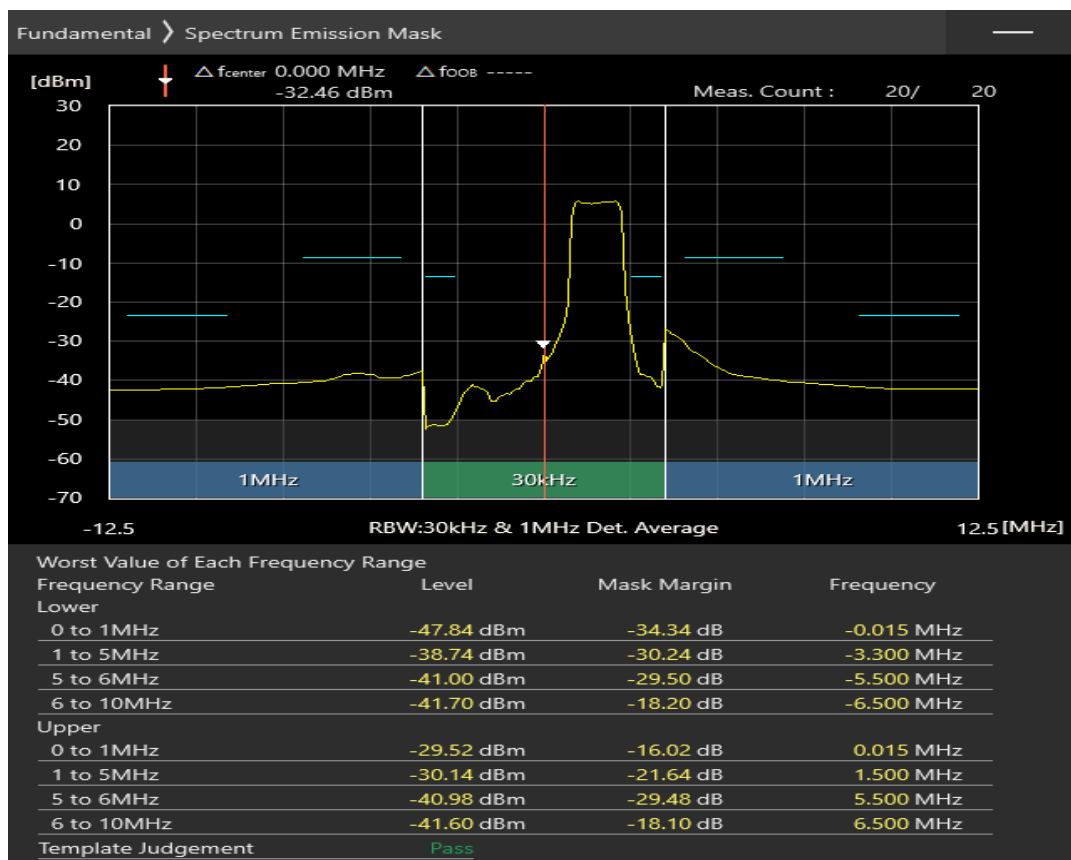 Fundamental ❯ Spectrum Emission Mask
△ fcenter 0.000 MHz △ fOOB -----
[dBm] -32.46 dBm Meas. Count : 20/ 20
30
20
10
0
-10
-20
-30
-40
-50
-60
1MHz 30kHz 1MHz
-70
-12.5 RBW:30kHz & 1MHz Det. Average 12.5 [MHz]
Worst Value of Each Frequency Range
Frequency Range Level Mask Margin Frequency
Lower
0 to 1MHz -47.84 dBm -34.34 dB -0.015 MHz
1 to 5MHz -38.74 dBm -30.24 dB -3.300 MHz
5 to 6MHz -41.00 dBm -29.50 dB -5.500 MHz
6 to 10MHz -41.70 dBm -18.20 dB -6.500 MHz
Upper
0 to 1MHz -29.52 dBm -16.02 dB 0.015 MHz
1 to 5MHz -30.14 dBm -21.64 dB 1.500 MHz
5 to 6MHz -40.98 dBm -29.48 dB 5.500 MHz
6 to 10MHz -41.60 dBm -18.10 dB 6.500 MHz
Template Judgement Pass